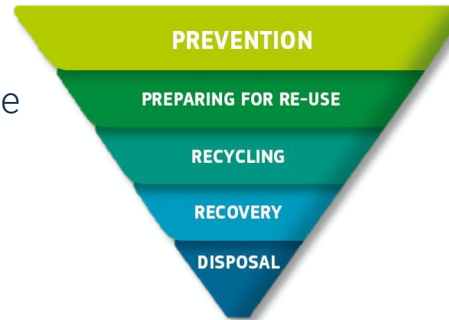 PREVENTION
e
PREPARING FOR RE-USE
RECYCLING
RECOVERY
DISPOSAL